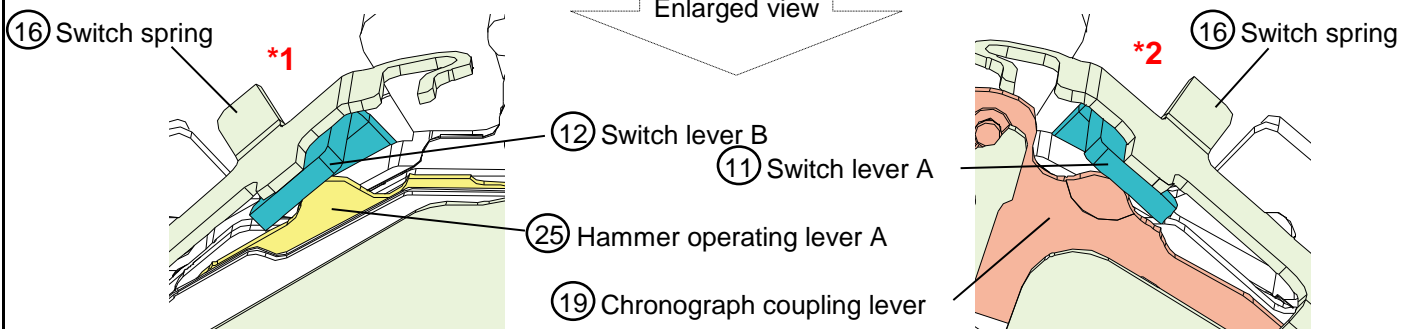 Enlarged view
16 Switch spring
*1
*2
16 Switch spring
12 Switch lever B
11 Switch lever A
25 Hammer operating lever A
19 Chronograph coupling lever